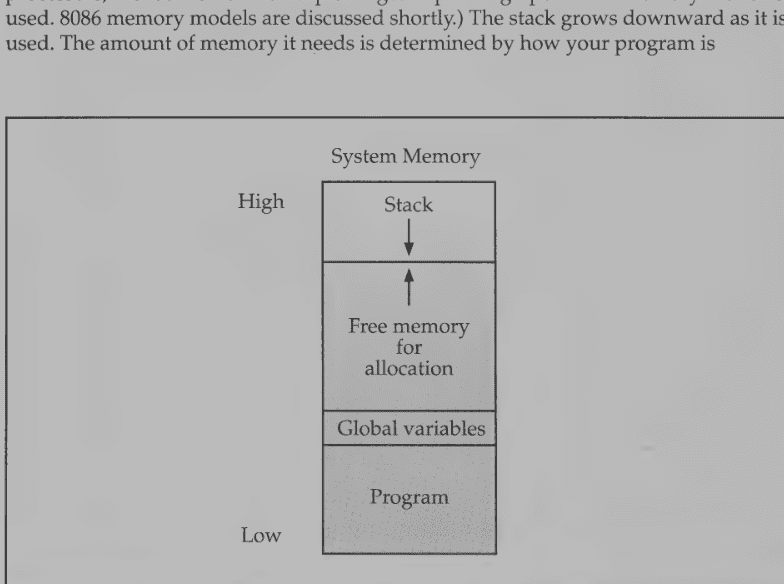 used. 8086 memory models are discussed shortly.) The stack grows downward as it is
used. The amount of memory it needs is determined by how your program is
System Memory
High
Stack
Free memory
for
allocation
Global variables
Program
Low